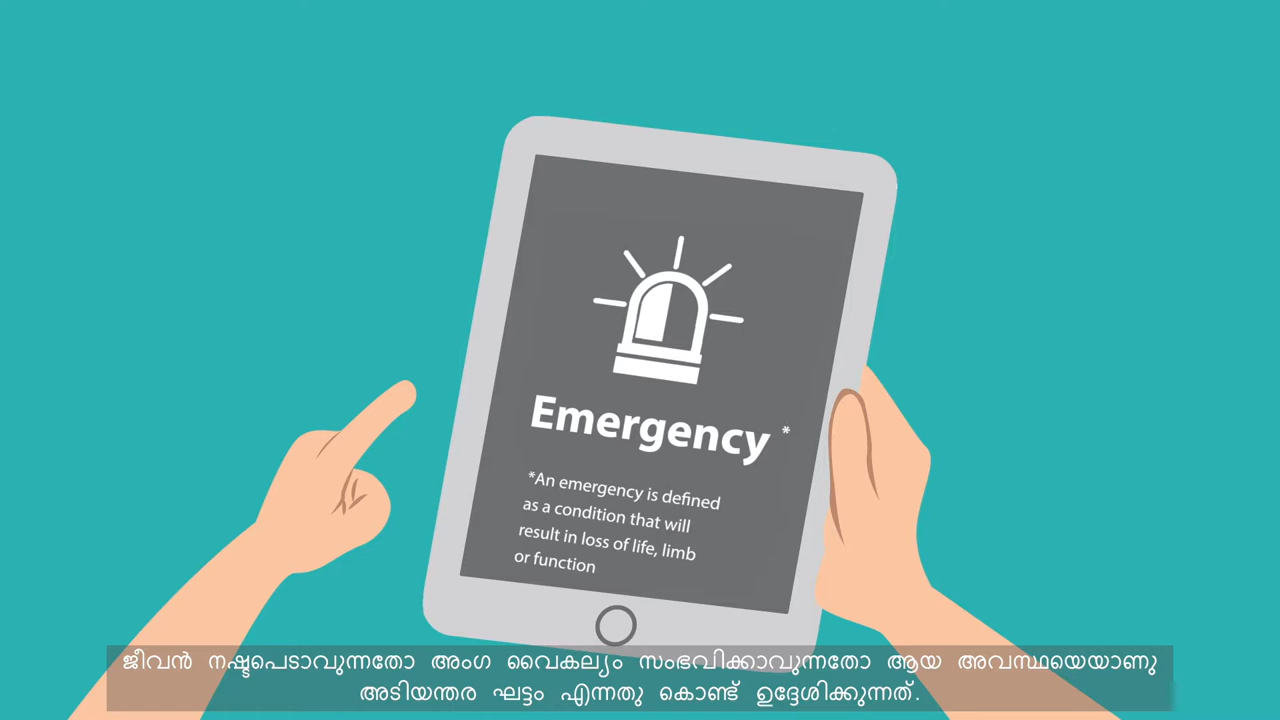 Emergency *
*An emergency is defined
as a condition that will
result in loss of life, limb
or function
ജീവൻ നഷ്ടപെടാവുന്നതോ അംഗ വൈകല്യം സംഭവിക്കാവുന്നതോ ആയ അവസ്ഥയെയാണു
അടിയന്തര ഘട്ടം എന്നതു കൊണ്ട് ഉദ്ദേശിക്കുന്നത്.